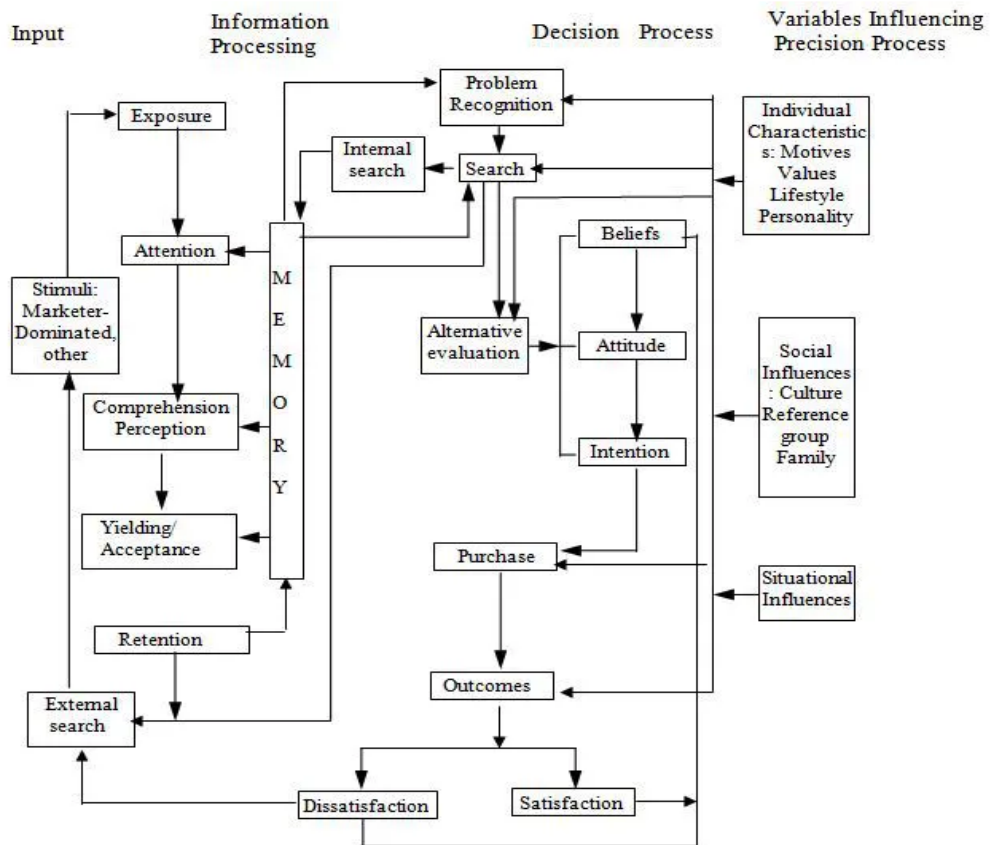 Input
Information
Processing
Decision Process
Variables Influencing
Precision Process
Problem
Recognition
Exposure
Internal
search
Search
Individual
Characteristic
s: Motives
Values
Lifestyle
Personality
Attention
Beliefs
M
E
M
O
R
Y
Stimuli:
Marketer-
Dominated,
other
Alternative
evaluation
Attitude
Social
Influences
: Culture
Reference
group
Family
Comprehension
Perception
Intention
Yielding/
Acceptance
Purchase
Situational
Influences
Retention
Outcomes
External
search
Dissatisfaction
Satisfaction